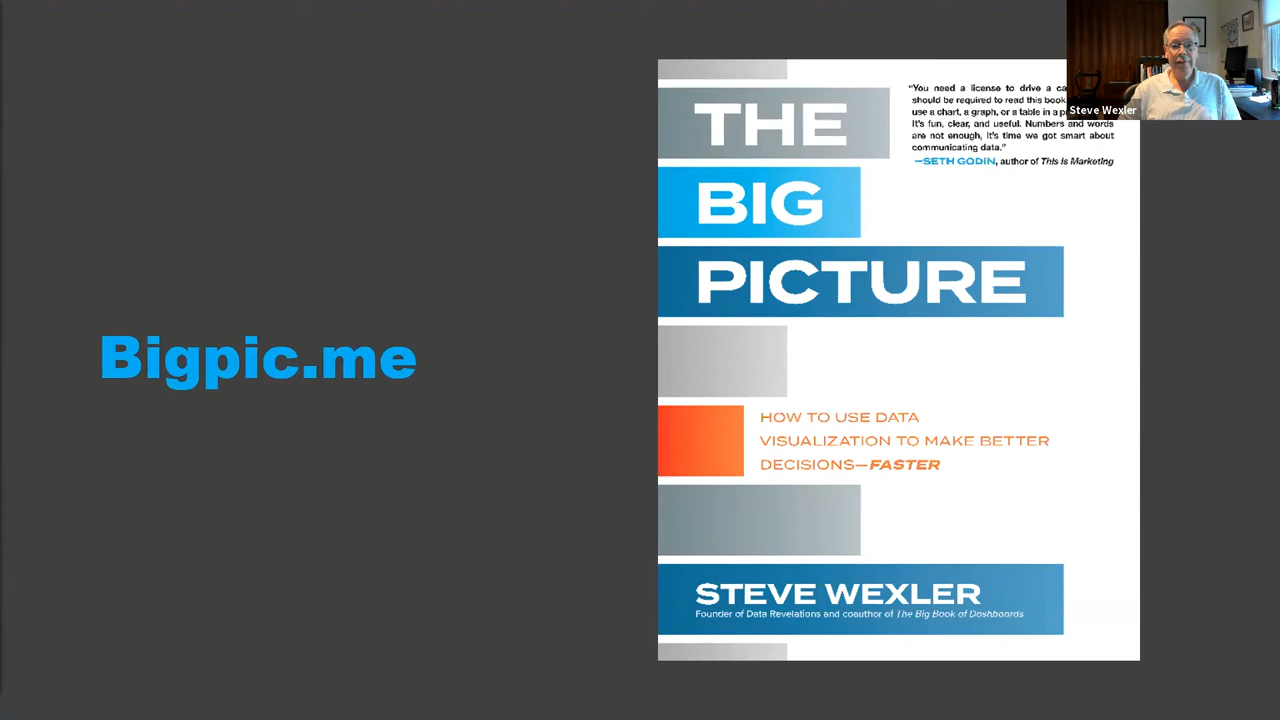 Bigpic.me
THE
BIG
PICTURE
"You need a license to drive a ca
should be required to read this book
use a chart, a graph, or a table in a p
It's fun, clear, and useful. Numbers and words
are not enough, it's time we got smart about
communicating data."
—SETH GODIN, author of This Is Marketing
HOW TO USE DATA
VISUALIZATION TO MAKE BETTER
DECISIONS—FASTER
STEVE WEXLER
Founder of Data Revelations and coauthor of The Big Book of Dashboards
Steve Wexler